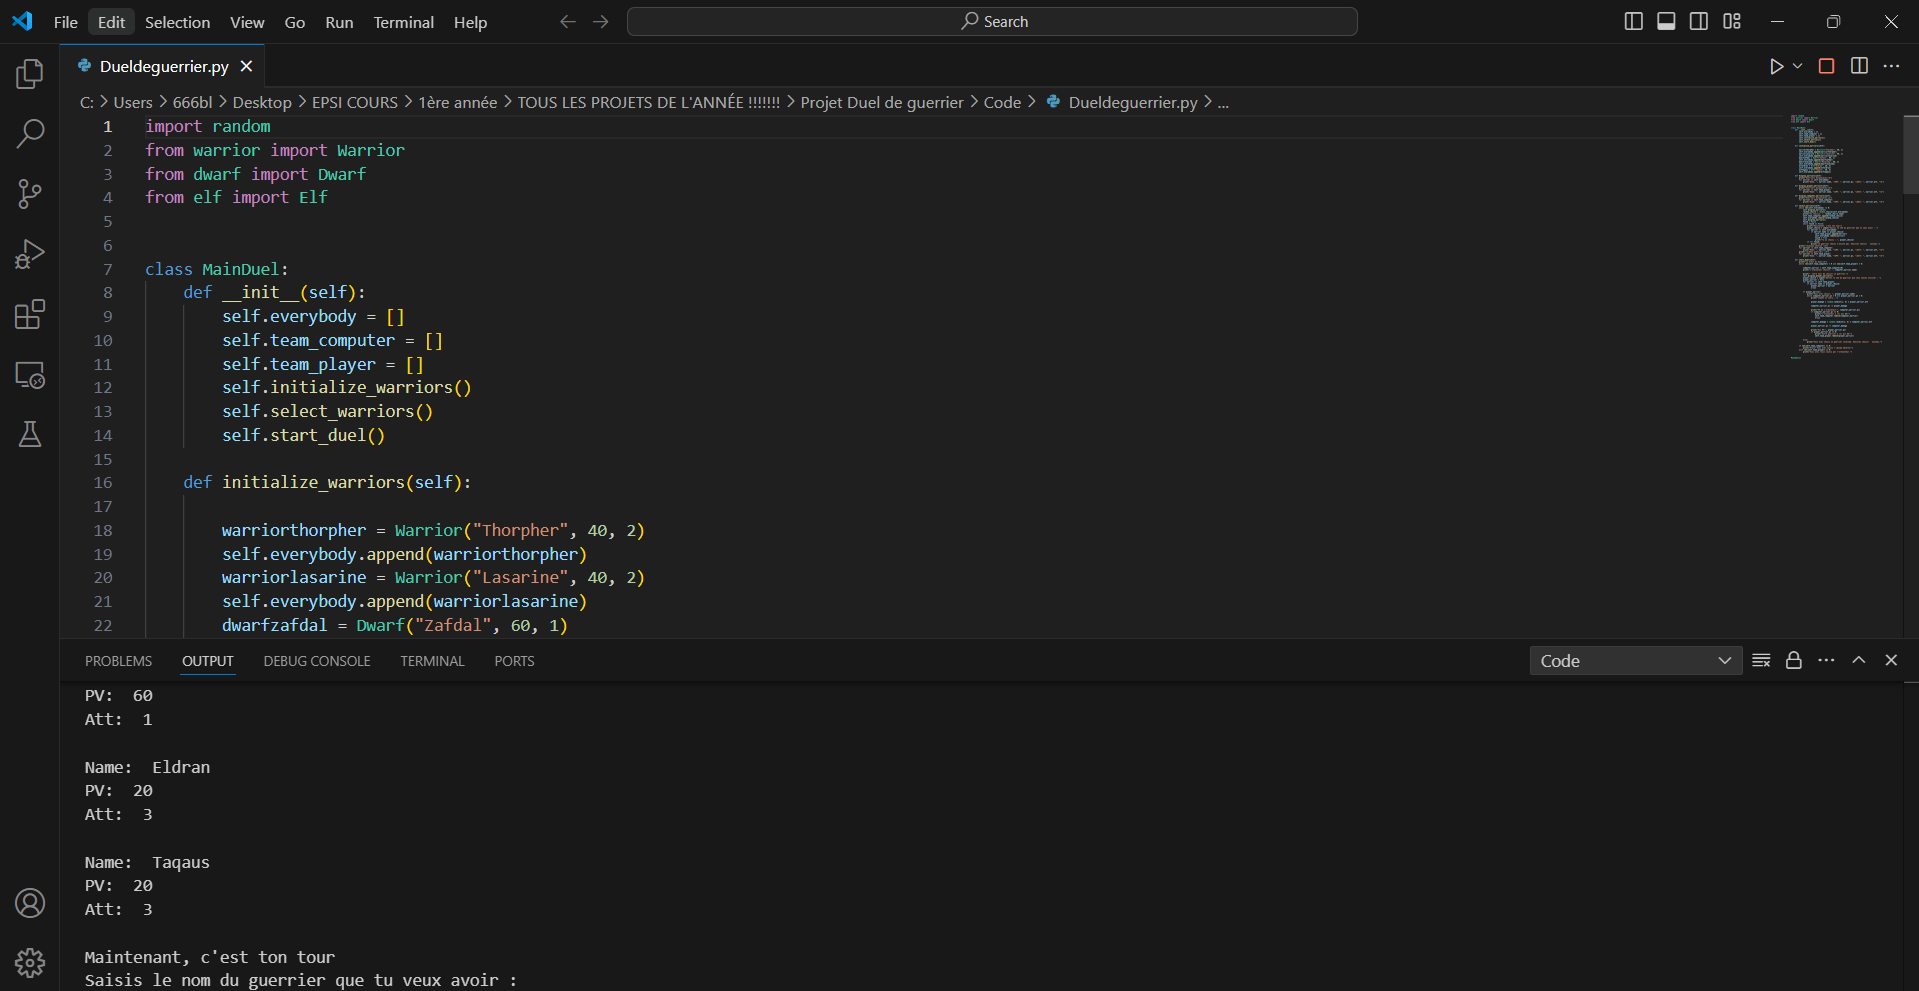 File Edit Selection View Go Run Terminal Help Search
Dueldeguerrier.py
C: > Users > 666bl > Desktop > EPSI COURS > 1ère année > TOUS LES PROJETS DE L'ANNÉE !!!!!!! > Projet Duel de guerrier > Code > Dueldeguerrier.py > ...
1 import random
2 from warrior import Warrior
3 from dwarf import Dwarf
4 from elf import Elf
5
6
7 class MainDuel:
8 def __init__(self):
9 self.everybody = []
10 self.team_computer = []
11 self.team_player = []
12 self.initialize_warriors()
13 self.select_warriors()
14 self.start_duel()
15
16 def initialize_warriors(self):
17
18 warriorthorpher = Warrior("Thorpher", 40, 2)
19 self.everybody.append(warriorthorpher)
20 warriorlasarine = Warrior("Lasarine", 40, 2)
21 self.everybody.append(warriorlasarine)
22 dwarfzafdal = Dwarf("Zafdal", 60, 1)
PROBLEMS OUTPUT DEBUG CONSOLE TERMINAL PORTS Code
PV: 60
Att: 1
Name: Eldran
PV: 20
Att: 3
Name: Taqaus
PV: 20
Att: 3
Maintenant, c'est ton tour
Saisis le nom du guerrier que tu veux avoir :